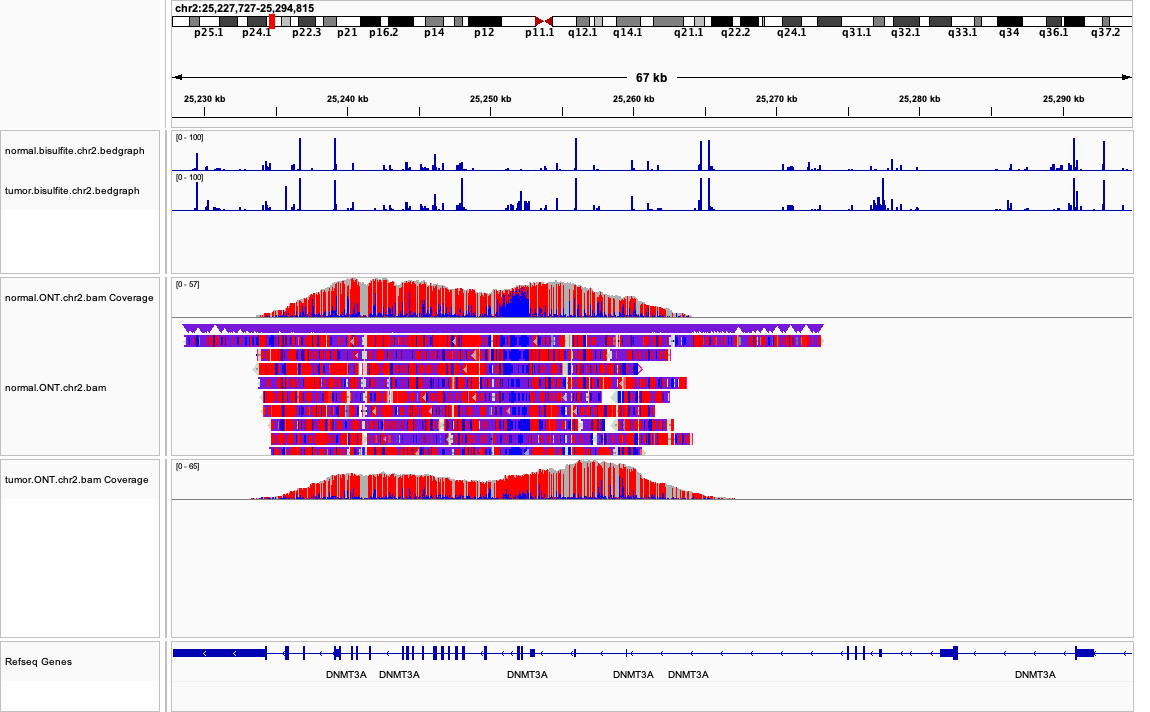 chr2:25,227,727-25,294,815
p25.1 p24.1 p22.3 p21 p16.2 p14 p12 p11.1 q12.1 q14.1 q21.1 q22.2 q24.1 q31.1 q32.1 q33.1 q34 q36.1 q37.2
67 kb
25,230 kb 25,240 kb 25,250 kb 25,260 kb 25,270 kb 25,280 kb 25,290 kb
[0 - 100]
normal.bisulfite.chr2.bedgraph
[0 - 100]
tumor.bisulfite.chr2.bedgraph
[0 - 57]
normal.ONT.chr2.bam Coverage
normal.ONT.chr2.bam
[0 - 65]
tumor.ONT.chr2.bam Coverage
Refseq Genes
DNMT3A DNMT3A DNMT3A DNMT3A DNMT3A DNMT3A